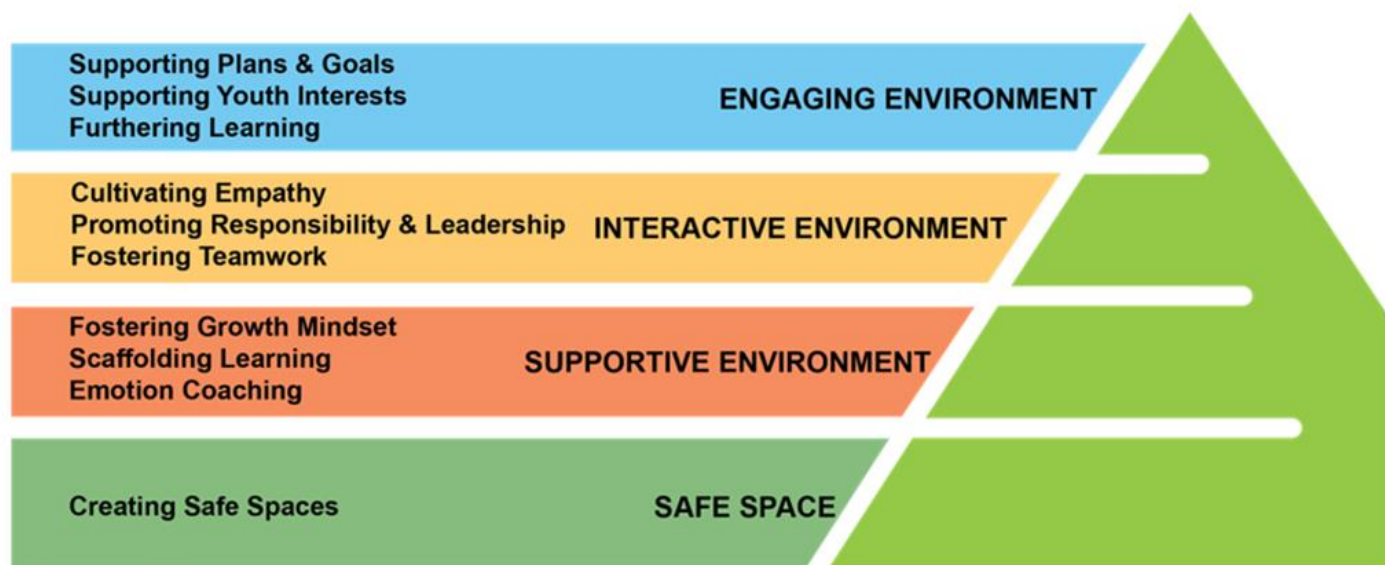 Supporting Plans & Goals
Supporting Youth Interests
Furthering Learning
ENGAGING ENVIRONMENT
Cultivating Empathy
Promoting Responsibility & Leadership
Fostering Teamwork
INTERACTIVE ENVIRONMENT
Fostering Growth Mindset
Scaffolding Learning
Emotion Coaching
SUPPORTIVE ENVIRONMENT
Creating Safe Spaces
SAFE SPACE